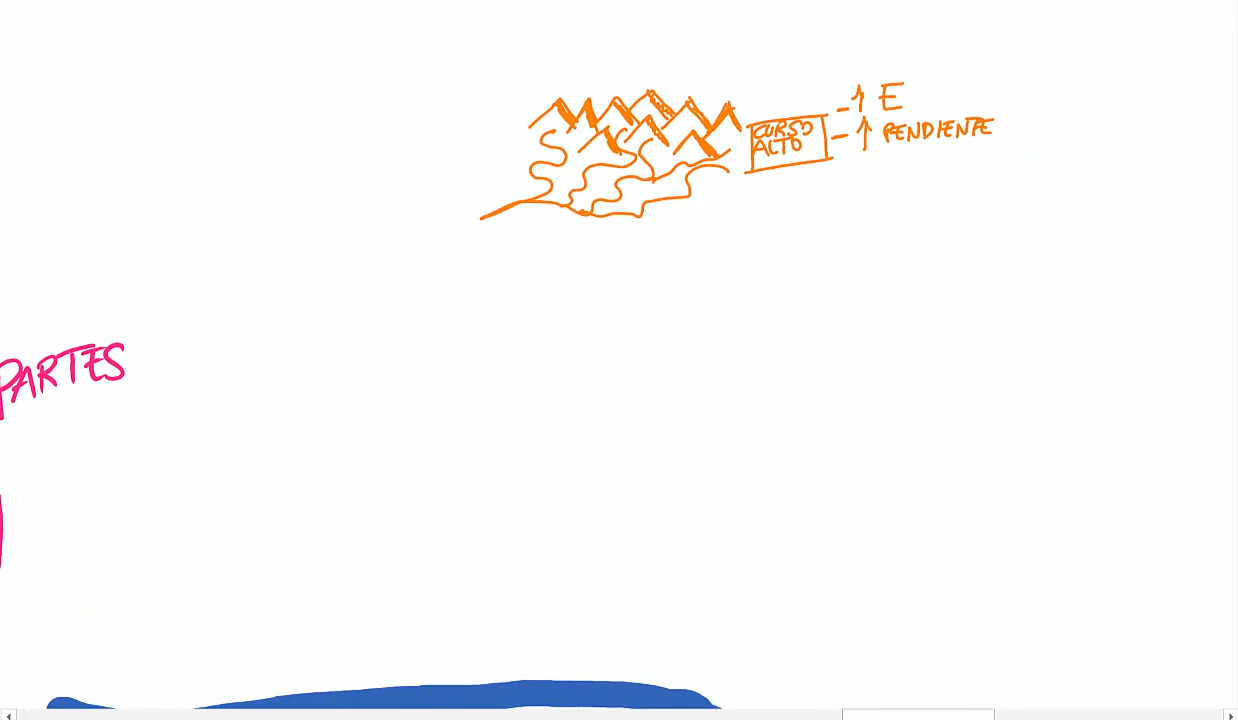 - ↑ E
CURSO
ALTO
- ↑ PENDIENTE
PARTES